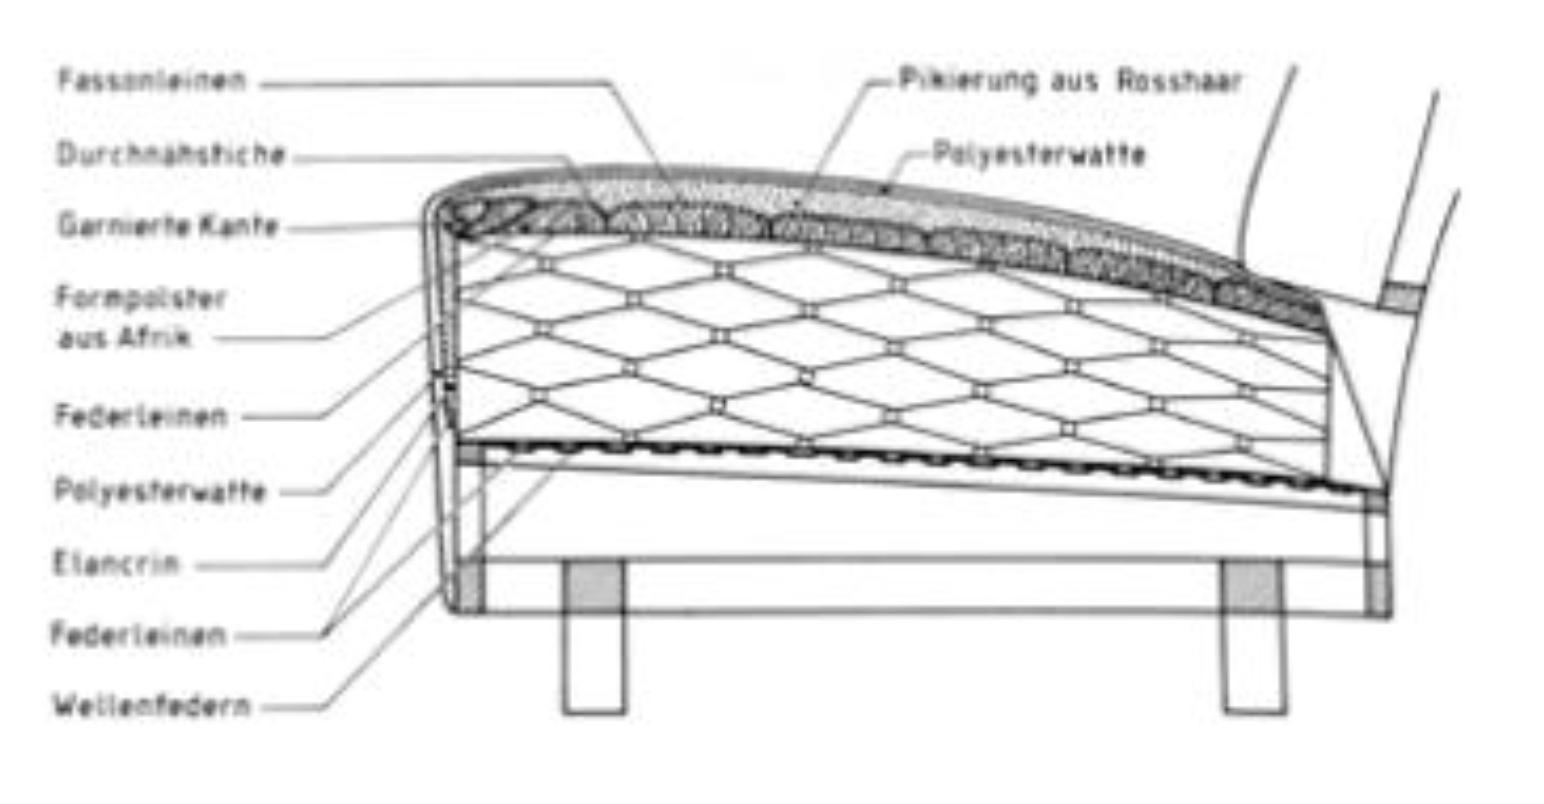 Fassonleinen
Durchnähstiche
Garnierte Kante
Formpolster
aus Afrik
Federleinen
Polyesterwatte
Elancrin
Federleinen
Wellenfedern
Pikierung aus Rosshaar
Polyesterwatte